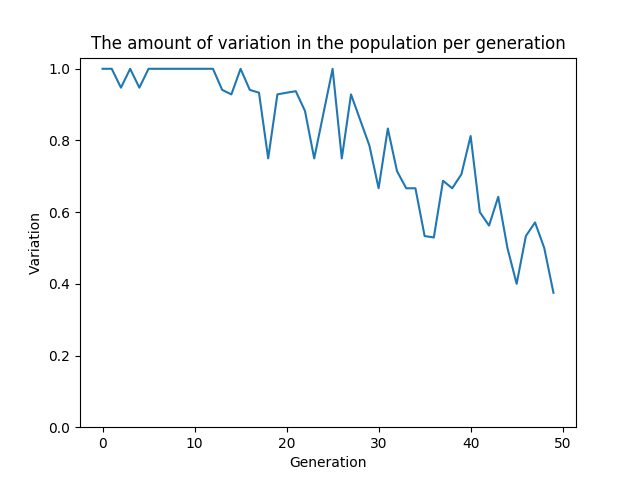 The amount of variation in the population per generation
1.0
0.8
0.6
0.4
0.2
0.0
Variation
0 10 20 30 40 50
Generation